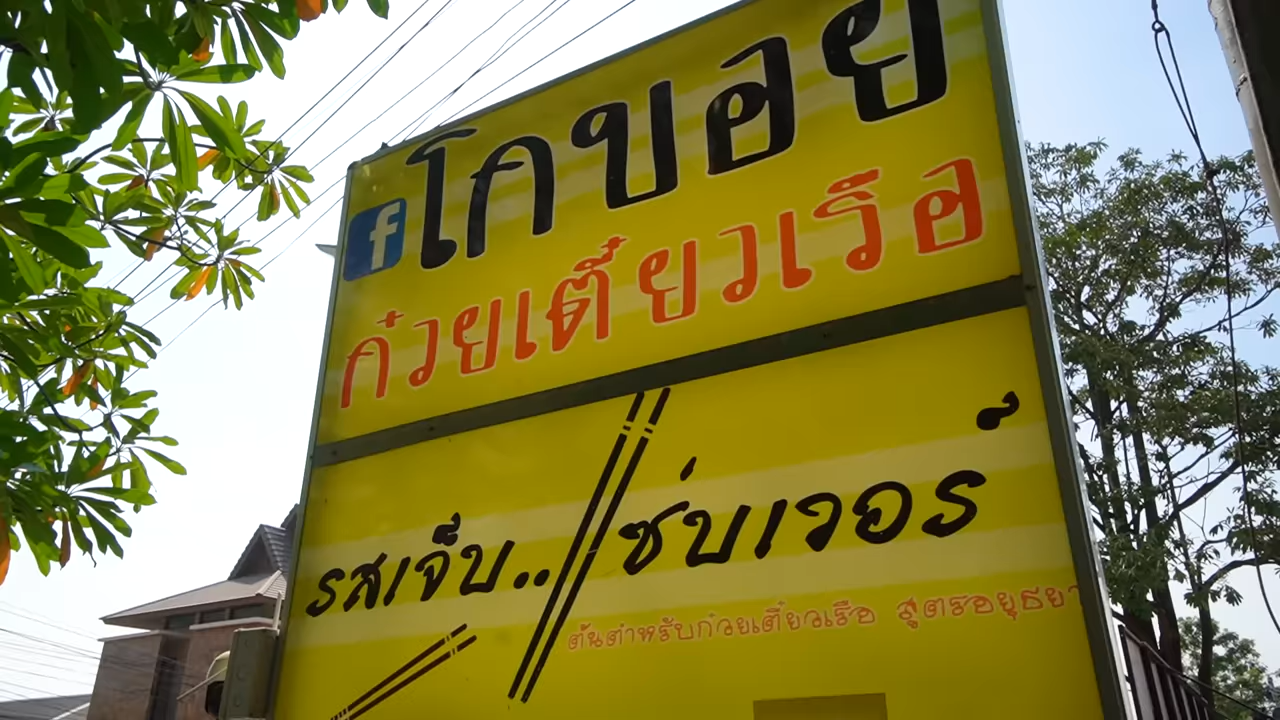 f โกฮอย
ก๋วยเตี๋ยวเรือ
รสเจ็บ.. ซ่บเวอร์
ต้นตำหรับก๋วยเตี๋ยวเรือ สูตรอยุธยา